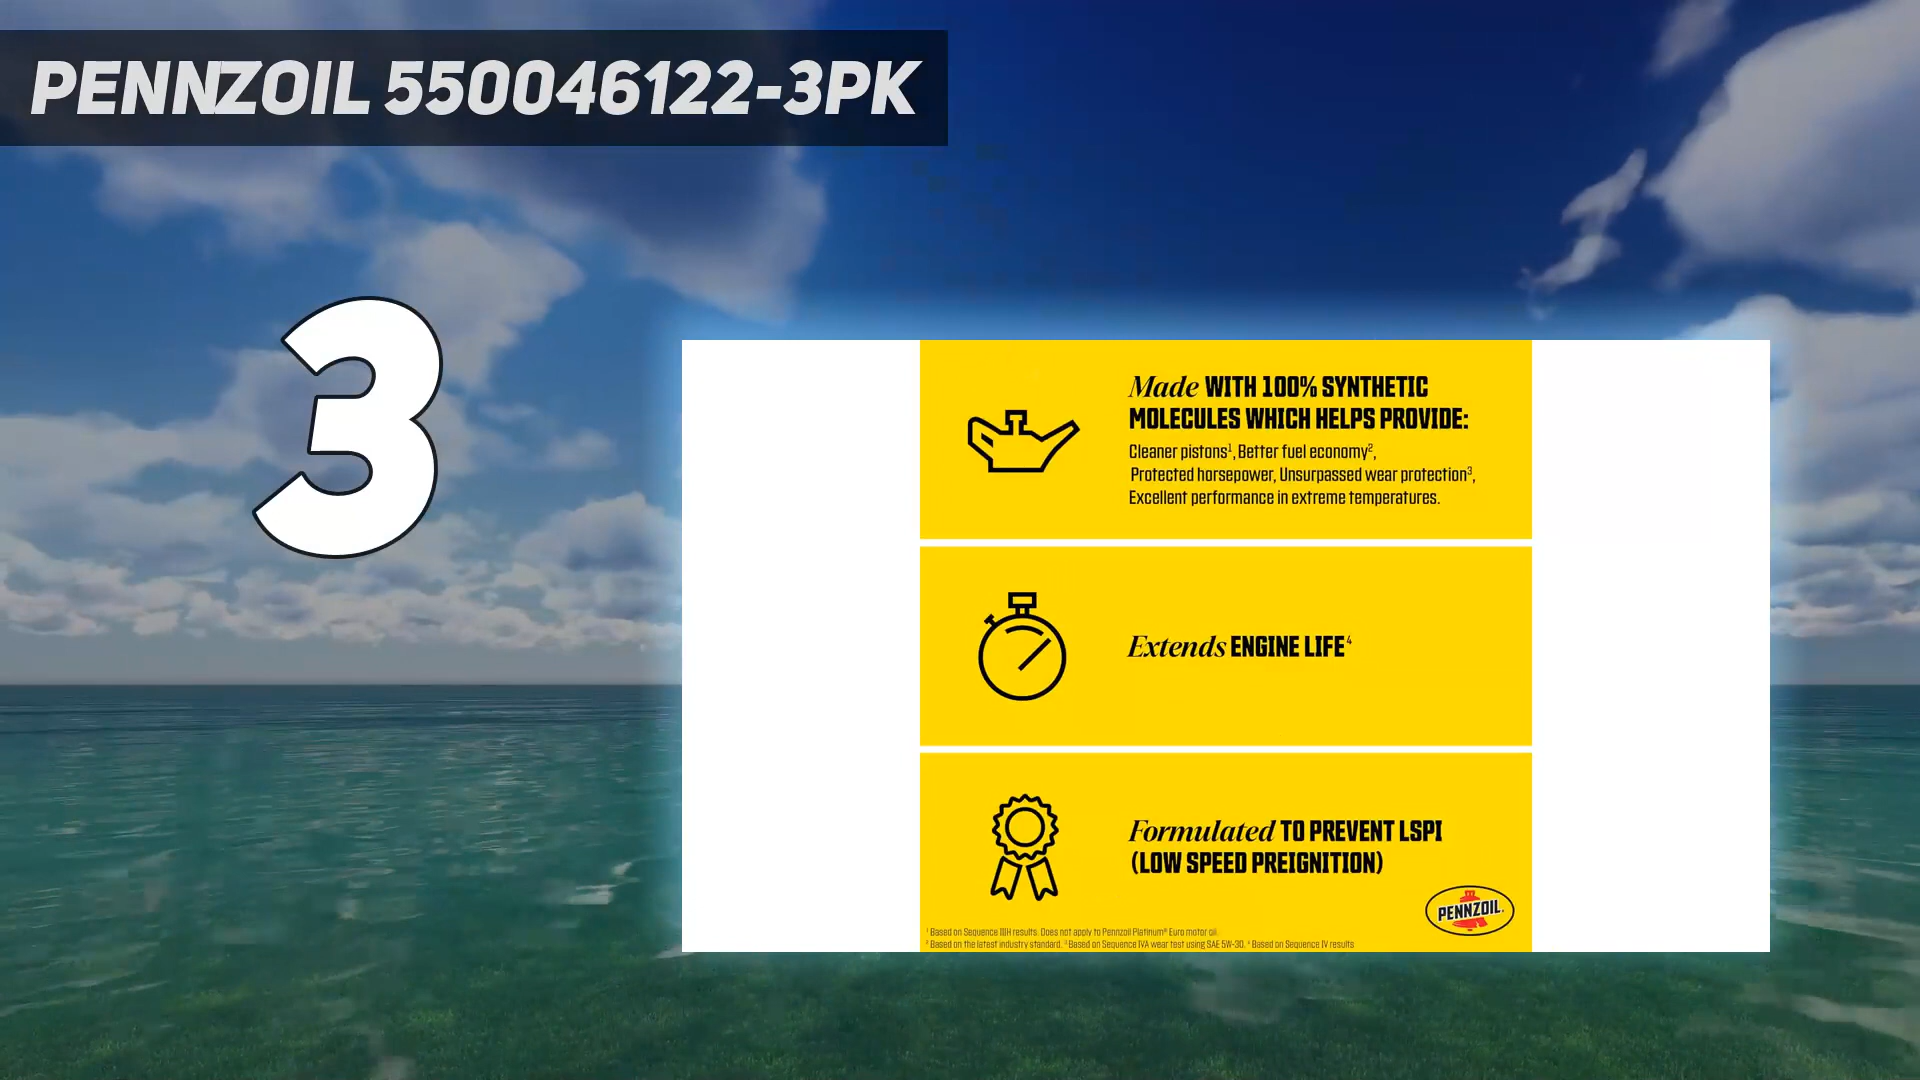 PENNZOIL 550046122-3PK
3
Made WITH 100% SYNTHETIC
MOLECULES WHICH HELPS PROVIDE:
Cleaner pistons¹, Better fuel economy²,
Protected horsepower, Unsurpassed wear protection³,
Excellent performance in extreme temperatures.
Extends ENGINE LIFE⁴
Formulated TO PREVENT LSPI
(LOW SPEED PREIGNITION)
PENNZOIL
¹ Based on Sequence IIIH results. Does not apply to Pennzoil Platinum® Euro motor oil.
² Based on the latest industry standard. ³ Based on Sequence IVA wear test using SAE 5W-30. ⁴ Based on Sequence IV results